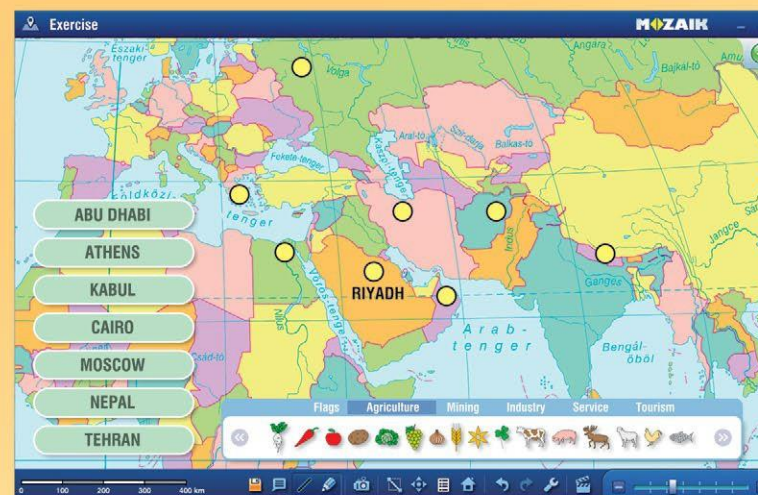 Exercise
MOZAIK
Északi-
tenger
Volga
Angara
Bajkál-tó
Amu
Aral-tó
Szír-darja
Balkas-tó
Kaszpi-tenger
Fekete-tenger
Földközi-
tenger
Indus
Jangce
ABU DHABI
ATHENS
KABUL
CAIRO
MOSCOW
NEPAL
TEHRAN
RIYADH
Vörös-tenger
Nílus
Csád-tó
Gangesz
Arab-
tenger
Bengál-
öböl
Flags Agriculture Mining Industry Service Tourism
0 100 200 300 400 km